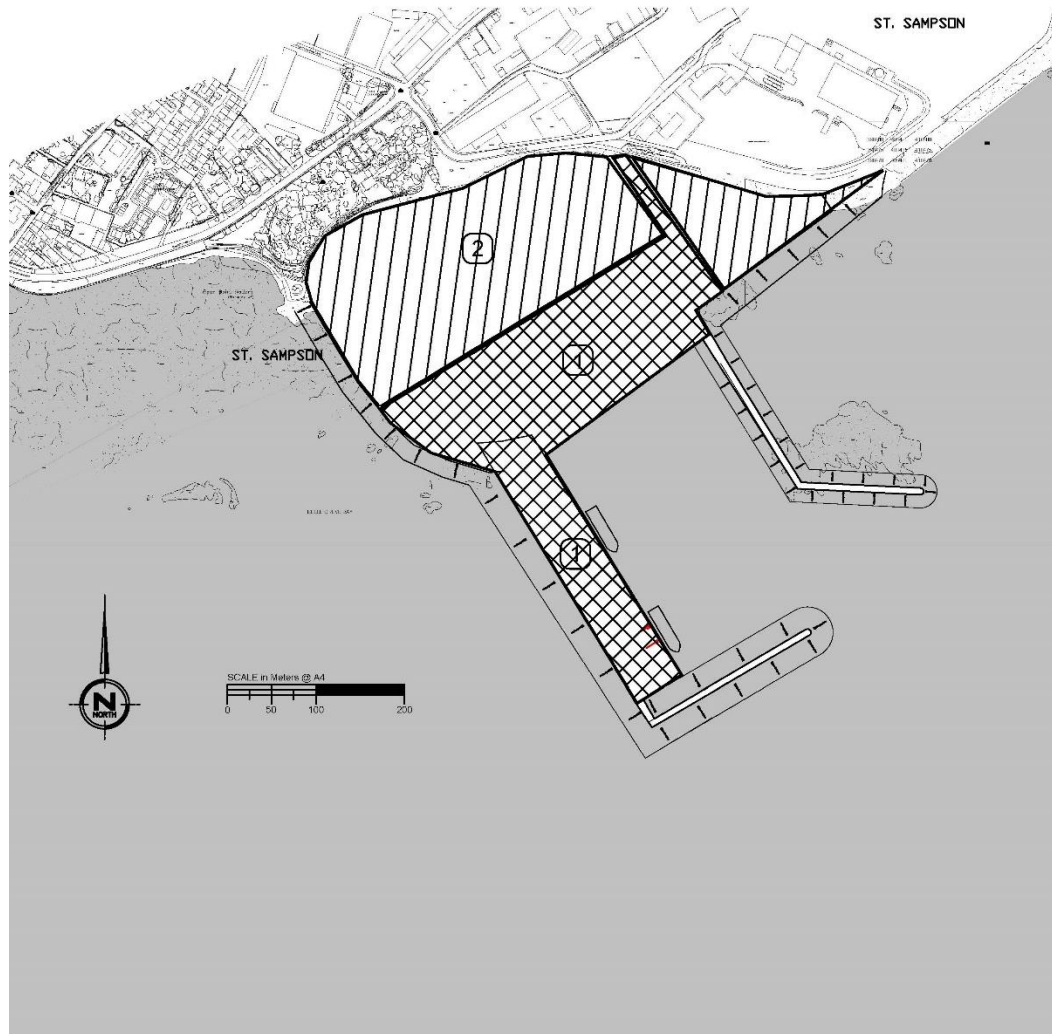 ST. SAMPSON
2
1
ST. SAMPSON
1
SCALE in Meters @ A4
0 50 100 200
N
NORTH